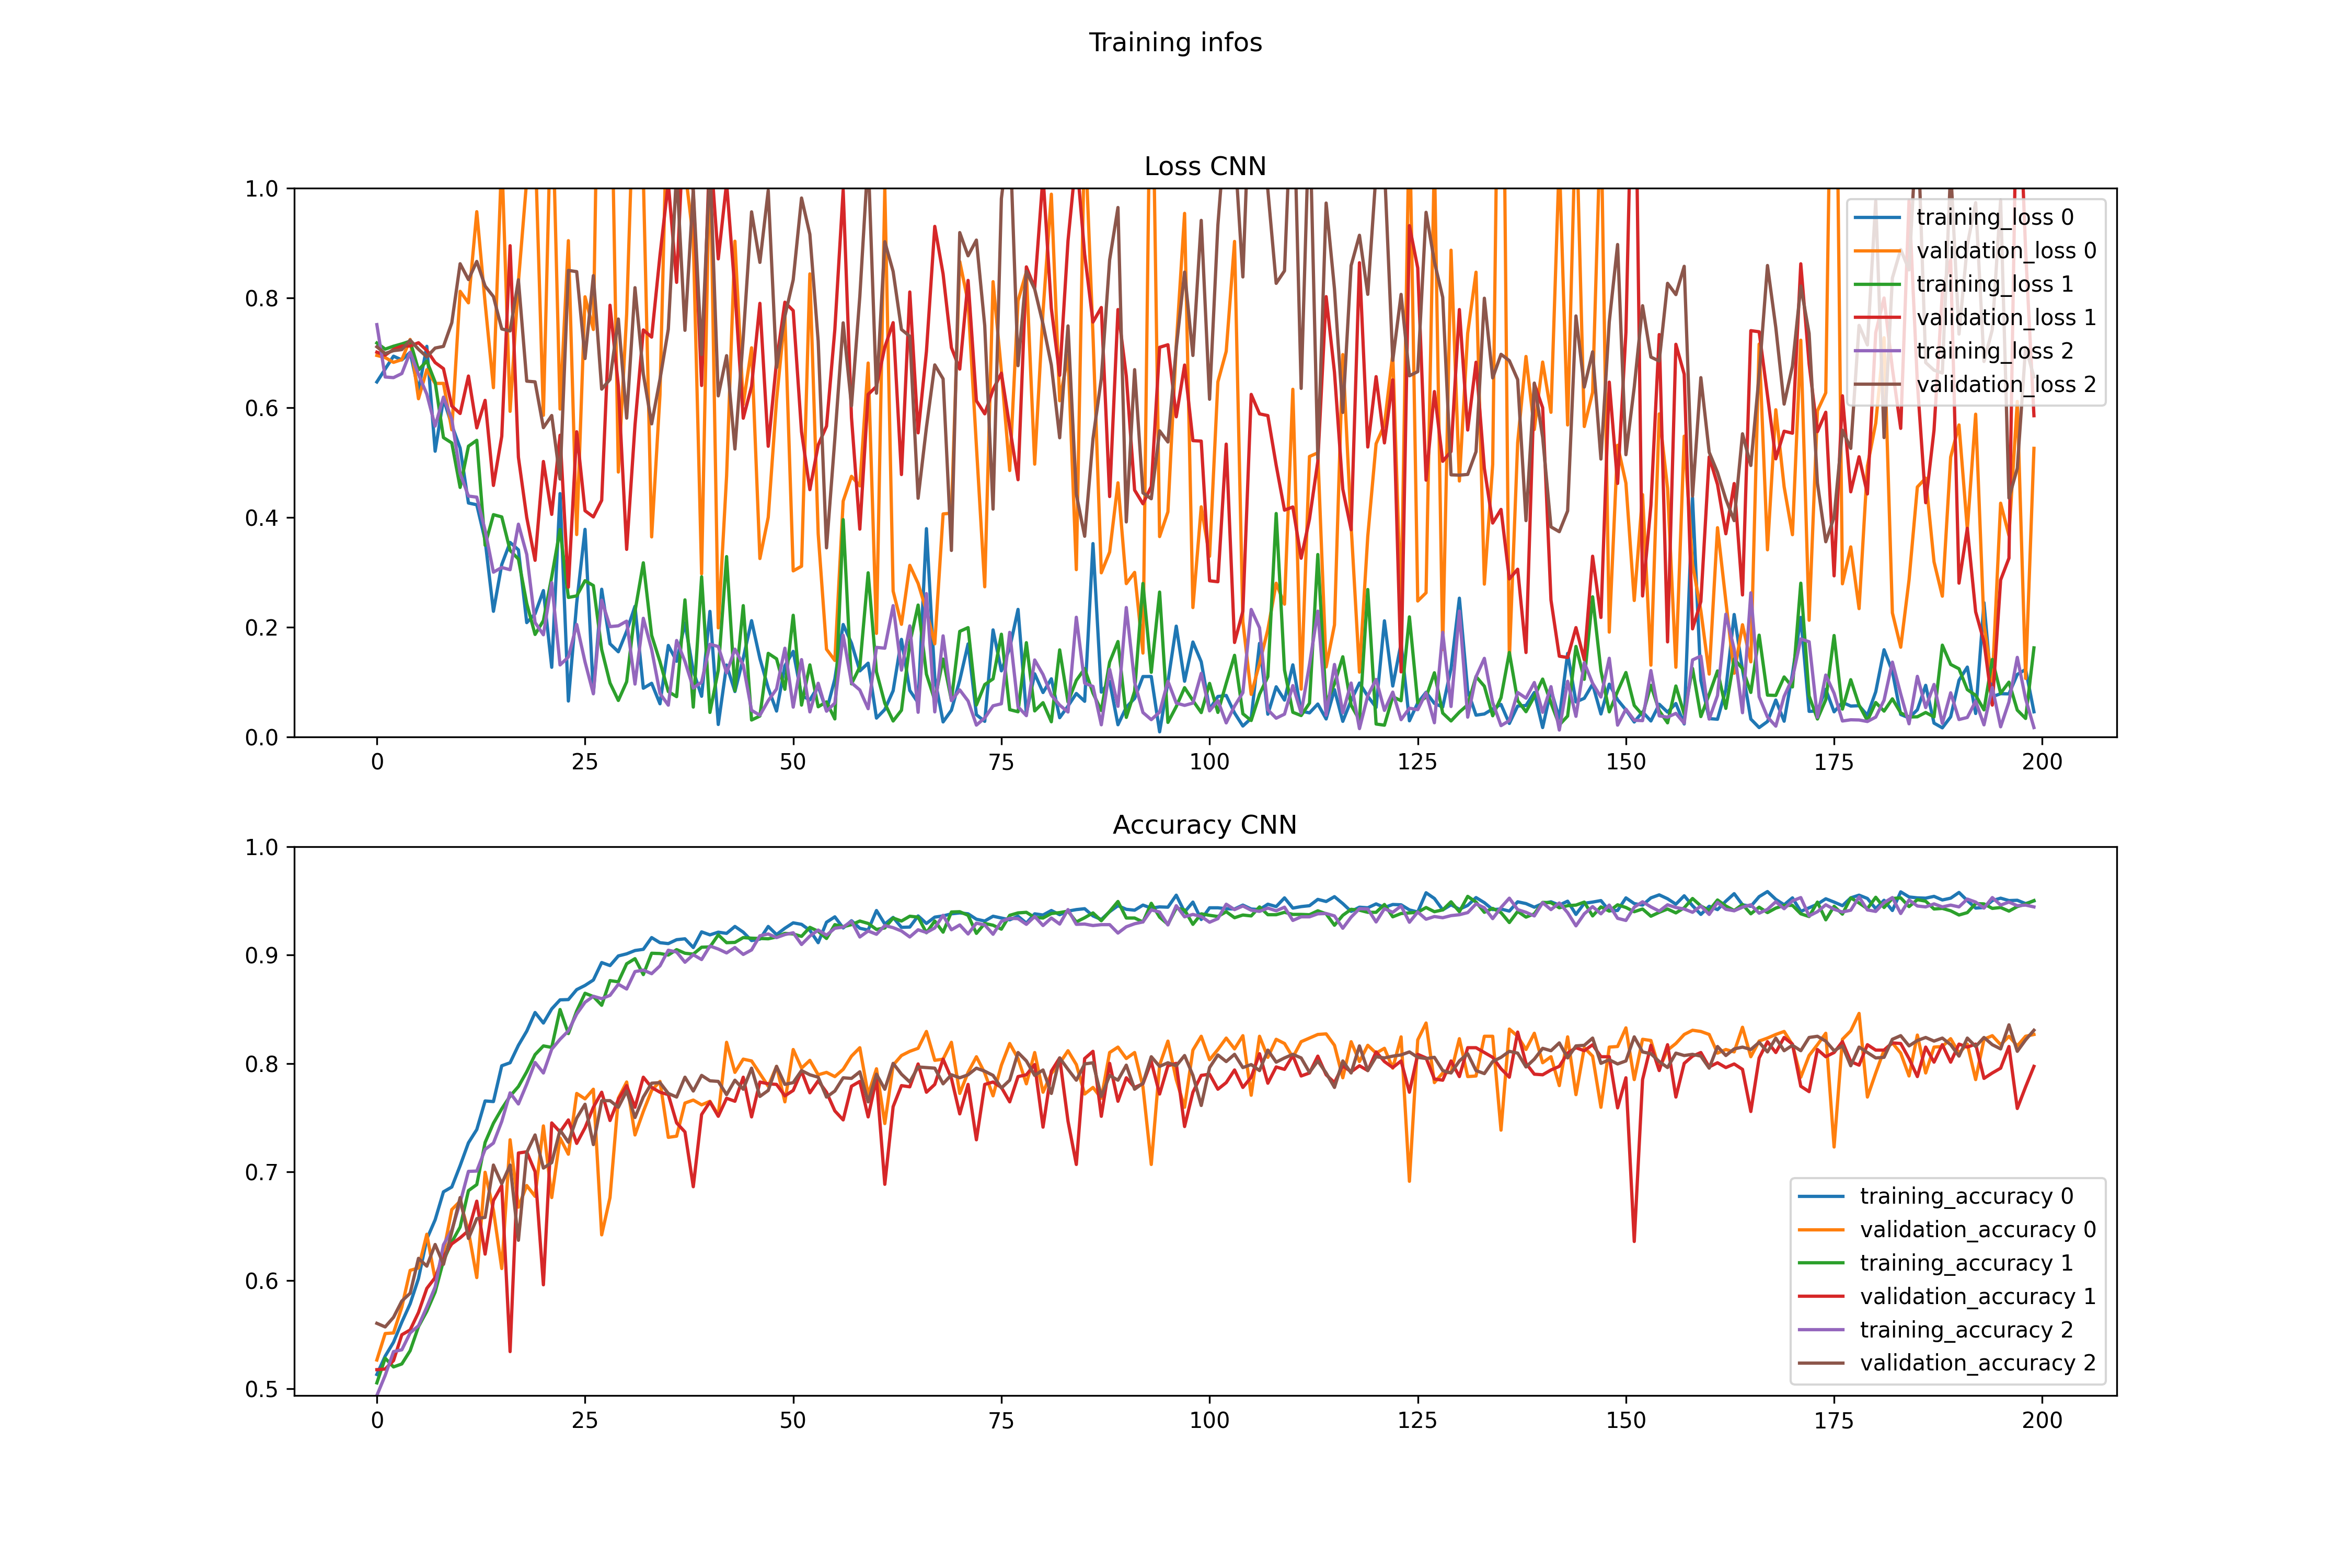 Training infos
Loss CNN
1.0
0.8
0.6
0.4
0.2
0.0
training_loss 0
validation_loss 0
training_loss 1
validation_loss 1
training_loss 2
validation_loss 2
0 25 50 75 100 125 150 175 200
Accuracy CNN
1.0
0.9
0.8
0.7
0.6
0.5
training_accuracy 0
validation_accuracy 0
training_accuracy 1
validation_accuracy 1
training_accuracy 2
validation_accuracy 2
0 25 50 75 100 125 150 175 200